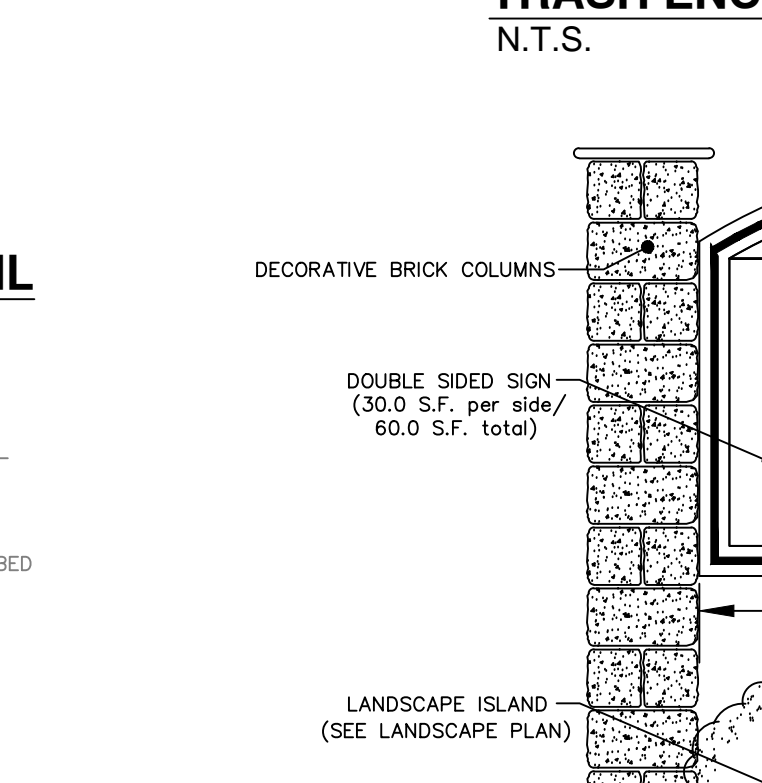 N.T.S.
DECORATIVE BRICK COLUMNS
DOUBLE SIDED SIGN
(30.0 S.F. per side/
60.0 S.F. total)
LANDSCAPE ISLAND
(SEE LANDSCAPE PLAN)